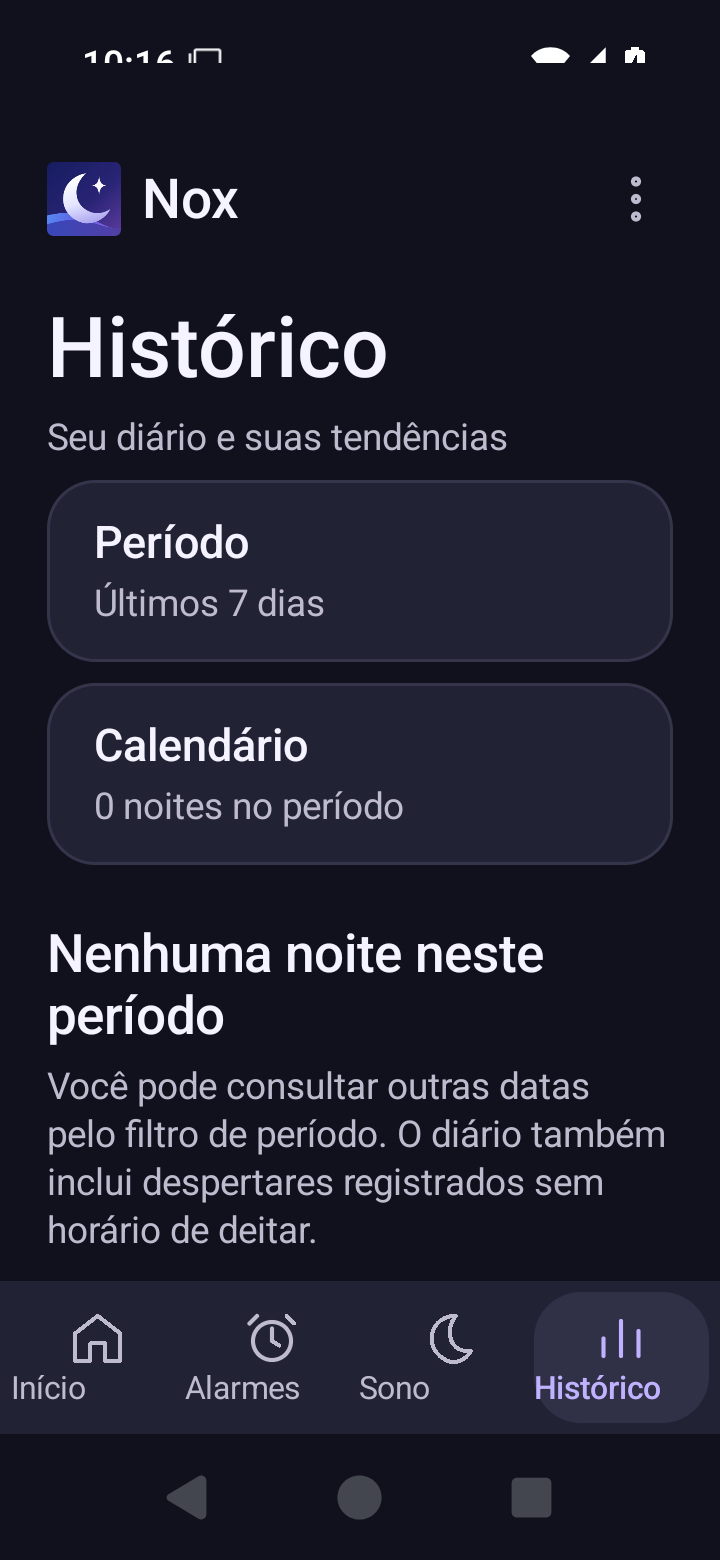 10:16
Nox
Histórico
Seu diário e suas tendências
Período
Últimos 7 dias
Calendário
0 noites no período
Nenhuma noite neste
período
Você pode consultar outras datas
pelo filtro de período. O diário também
inclui despertares registrados sem
horário de deitar.
Início Alarmes Sono Histórico